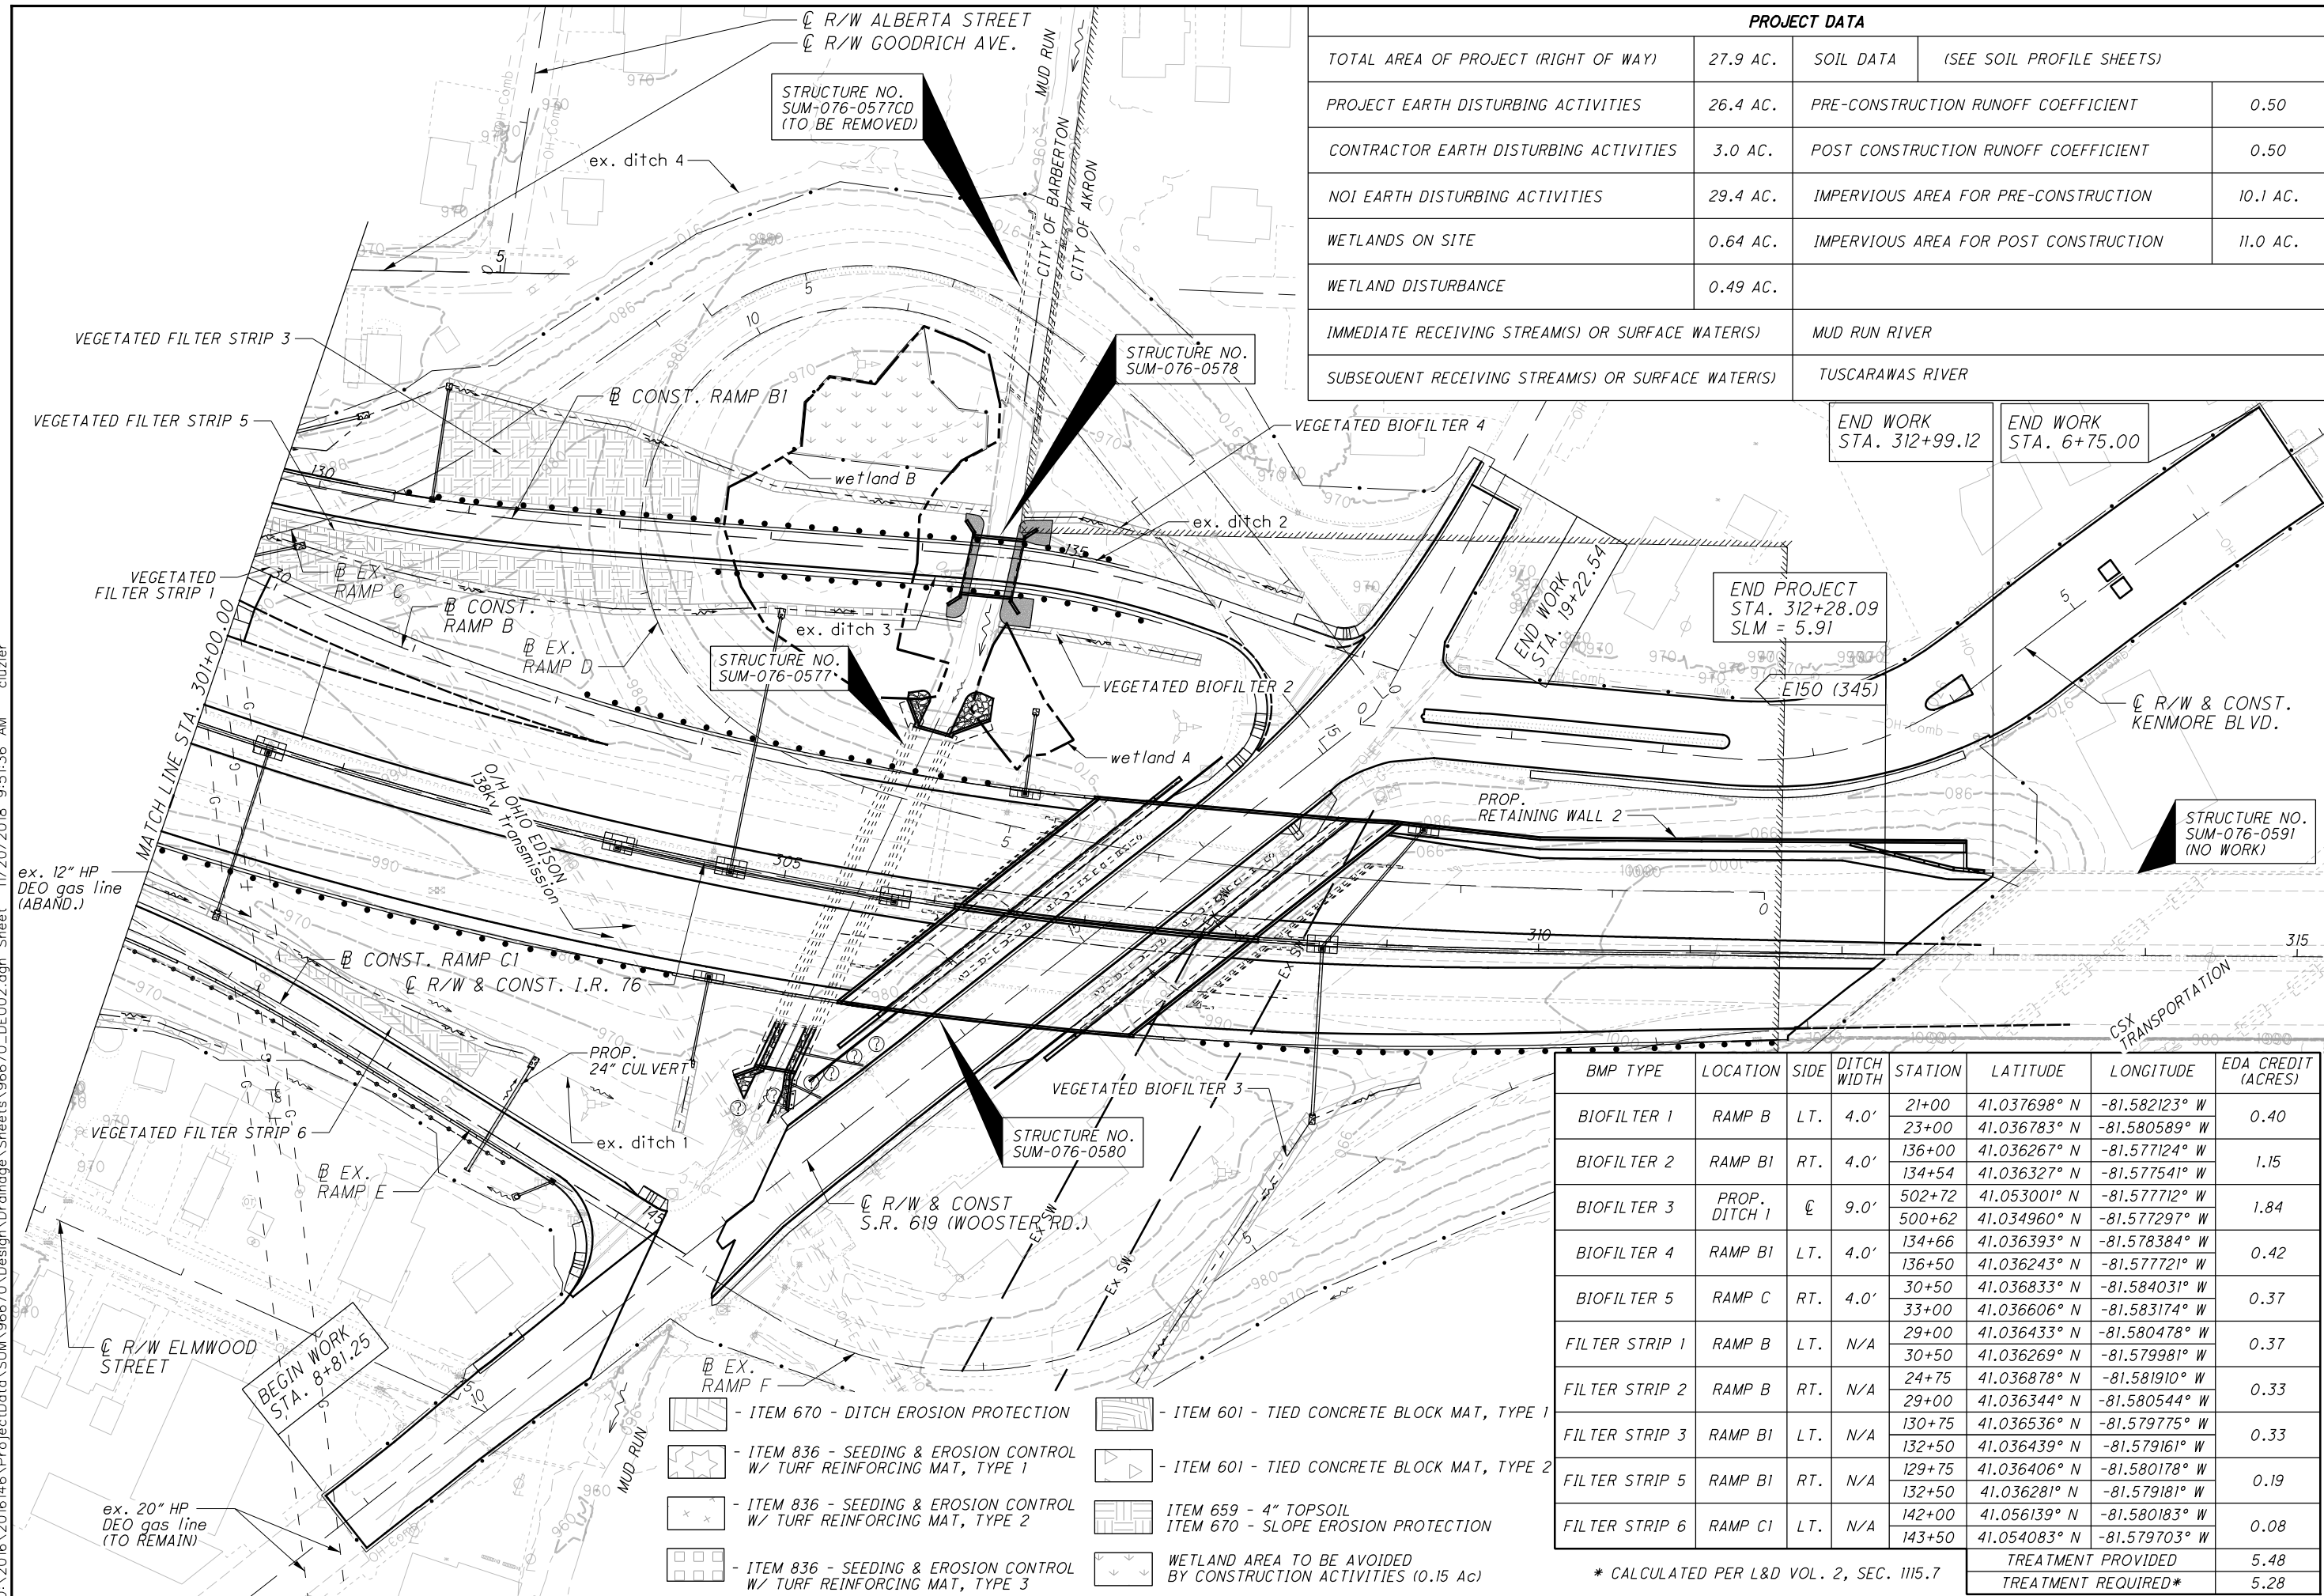 ℄ R/W ALBERTA STREET
℄ R/W GOODRICH AVE.
STRUCTURE NO.
SUM-076-0577CD
(TO BE REMOVED)
MUD RUN
CITY OF BARBERTON
CITY OF AKRON
ex. ditch 4
PROJECT DATA
TOTAL AREA OF PROJECT (RIGHT OF WAY) 27.9 AC. SOIL DATA (SEE SOIL PROFILE SHEETS)
PROJECT EARTH DISTURBING ACTIVITIES 26.4 AC. PRE-CONSTRUCTION RUNOFF COEFFICIENT 0.50
CONTRACTOR EARTH DISTURBING ACTIVITIES 3.0 AC. POST CONSTRUCTION RUNOFF COEFFICIENT 0.50
NOI EARTH DISTURBING ACTIVITIES 29.4 AC. IMPERVIOUS AREA FOR PRE-CONSTRUCTION 10.1 AC.
WETLANDS ON SITE 0.64 AC. IMPERVIOUS AREA FOR POST CONSTRUCTION 11.0 AC.
WETLAND DISTURBANCE 0.49 AC.
IMMEDIATE RECEIVING STREAM(S) OR SURFACE WATER(S) MUD RUN RIVER
SUBSEQUENT RECEIVING STREAM(S) OR SURFACE WATER(S) TUSCARAWAS RIVER
VEGETATED FILTER STRIP 3
VEGETATED FILTER STRIP 5
VEGETATED
FILTER STRIP 1
STRUCTURE NO.
SUM-076-0578
VEGETATED BIOFILTER 4
END WORK
STA. 312+99.12
END WORK
STA. 6+75.00
END WORK
STA. 19+22.54
END PROJECT
STA. 312+28.09
SLM = 5.91
E150 (345)
℄ R/W & CONST.
KENMORE BLVD.
STRUCTURE NO.
SUM-076-0591
(NO WORK)
PROP.
RETAINING WALL 2
B CONST. RAMP B1
wetland B
ex. ditch 2
B EX.
RAMP C
B CONST.
RAMP B
B EX.
RAMP D
ex. ditch 3
STRUCTURE NO.
SUM-076-0577
VEGETATED BIOFILTER 2
wetland A
MATCH LINE STA. 301+00.00
O/H OHIO EDISON
138kv Transmission
ex. 12" HP
DEO gas line
(ABAND.)
B CONST. RAMP C1
℄ R/W & CONST. I.R. 76
PROP.
24" CULVERT
ex. ditch 1
VEGETATED FILTER STRIP 6
B EX.
RAMP E
STRUCTURE NO.
SUM-076-0580
VEGETATED BIOFILTER 3
℄ R/W & CONST
S.R. 619 (WOOSTER RD.)
Ex SW
Ex SW
Ex SW
CSX
TRANSPORTATION
130
135
145
305
310
315
℄ R/W ELMWOOD
STREET
BEGIN WORK
STA. 8+81.25
ex. 20" HP
DEO gas line
(TO REMAIN)
B EX.
RAMP F
MUD RUN
- ITEM 670 - DITCH EROSION PROTECTION
- ITEM 836 - SEEDING & EROSION CONTROL
W/ TURF REINFORCING MAT, TYPE 1
- ITEM 836 - SEEDING & EROSION CONTROL
W/ TURF REINFORCING MAT, TYPE 2
- ITEM 836 - SEEDING & EROSION CONTROL
W/ TURF REINFORCING MAT, TYPE 3
- ITEM 601 - TIED CONCRETE BLOCK MAT, TYPE 1
- ITEM 601 - TIED CONCRETE BLOCK MAT, TYPE 2
ITEM 659 - 4" TOPSOIL
ITEM 670 - SLOPE EROSION PROTECTION
WETLAND AREA TO BE AVOIDED
BY CONSTRUCTION ACTIVITIES (0.15 Ac)
BMP TYPE LOCATION SIDE DITCH WIDTH STATION LATITUDE LONGITUDE EDA CREDIT (ACRES)
BIOFILTER 1 RAMP B LT. 4.0' 21+00 41.037698° N -81.582123° W 0.40
23+00 41.036783° N -81.580589° W
BIOFILTER 2 RAMP B1 RT. 4.0' 136+00 41.036267° N -81.577124° W 1.15
134+54 41.036327° N -81.577541° W
BIOFILTER 3 PROP. DITCH 1 ℄ 9.0' 502+72 41.053001° N -81.577712° W 1.84
500+62 41.034960° N -81.577297° W
BIOFILTER 4 RAMP B1 LT. 4.0' 134+66 41.036393° N -81.578384° W 0.42
136+50 41.036243° N -81.577721° W
BIOFILTER 5 RAMP C RT. 4.0' 30+50 41.036833° N -81.584031° W 0.37
33+00 41.036606° N -81.583174° W
FILTER STRIP 1 RAMP B LT. N/A 29+00 41.036433° N -81.580478° W 0.37
30+50 41.036269° N -81.579981° W
FILTER STRIP 2 RAMP B RT. N/A 24+75 41.036878° N -81.581910° W 0.33
29+00 41.036344° N -81.580544° W
FILTER STRIP 3 RAMP B1 LT. N/A 130+75 41.036536° N -81.579775° W 0.33
132+50 41.036439° N -81.579161° W
FILTER STRIP 5 RAMP B1 RT. N/A 129+75 41.036406° N -81.580178° W 0.19
132+50 41.036281° N -81.579181° W
FILTER STRIP 6 RAMP C1 LT. N/A 142+00 41.056139° N -81.580183° W 0.08
143+50 41.054083° N -81.579703° W
TREATMENT PROVIDED 5.48
TREATMENT REQUIRED* 5.28
* CALCULATED PER L&D VOL. 2, SEC. 1115.7